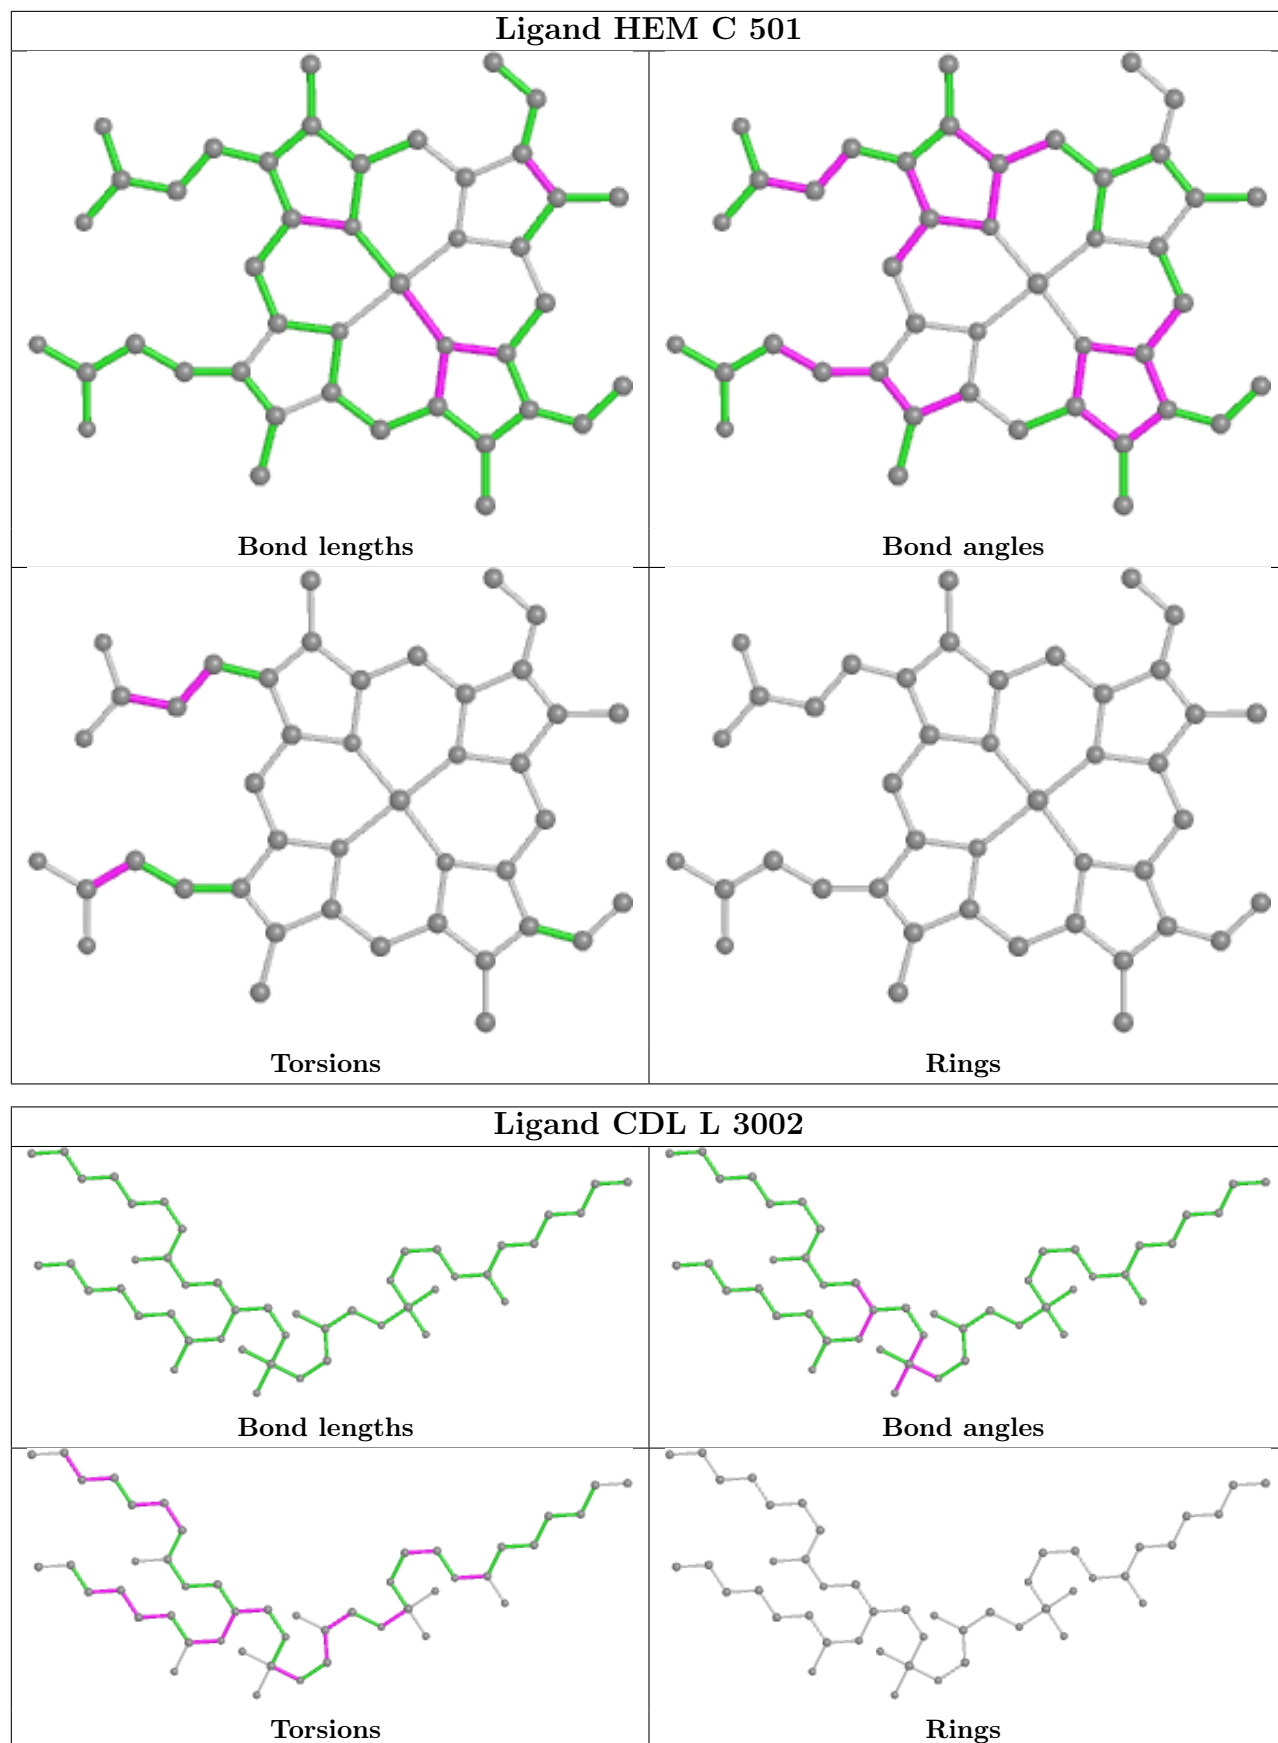 Ligand HEM C 501
Bond lengths
Bond angles
Torsions
Rings
Ligand CDL L 3002
Bond lengths
Bond angles
Torsions
Rings